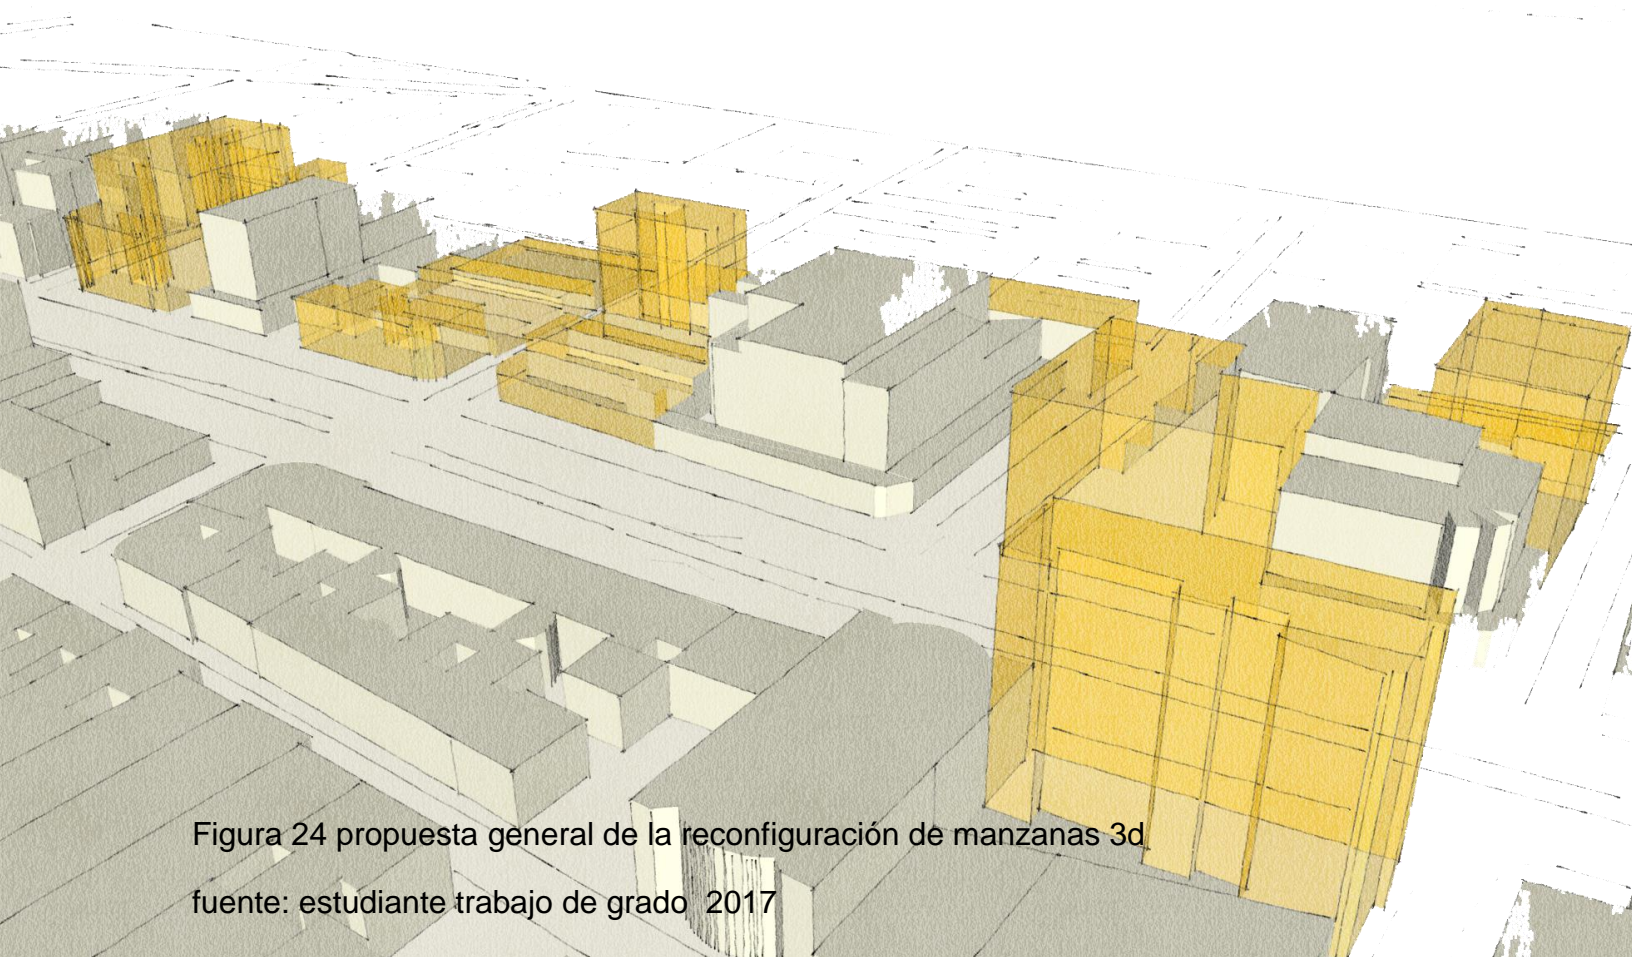 Figura 24 propuesta general de la reconfiguración de manzanas 3d
fuente: estudiante trabajo de grado  2017